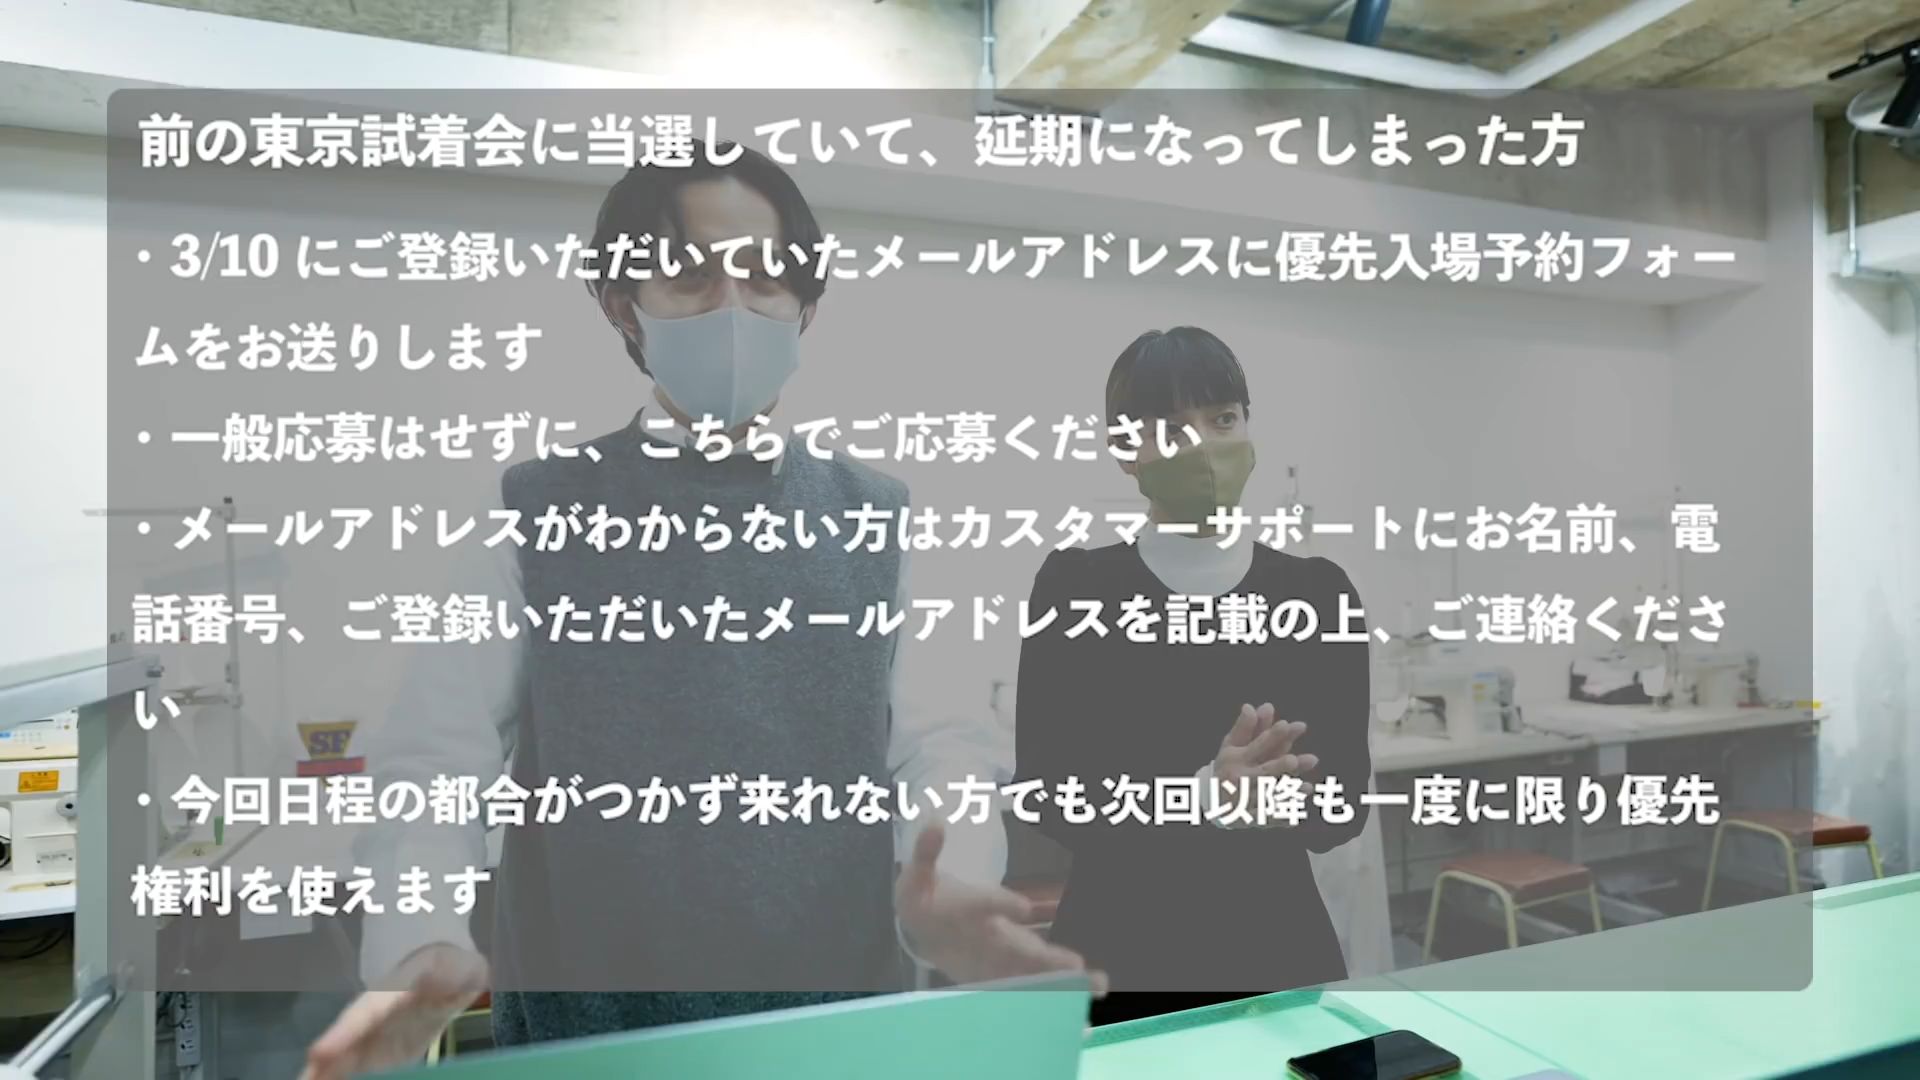 前の東京試着会に当選していて、延期になってしまった方
・3/10 にご登録いただいていたメールアドレスに優先入場予約フォー
ムをお送りします
・一般応募はせずに、こちらでご応募ください
・メールアドレスがわからない方はカスタマーサポートにお名前、電
話番号、ご登録いただいたメールアドレスを記載の上、ご連絡くださ
い
SF
・今回日程の都合がつかず来れない方でも次回以降も一度に限り優先
権利を使えます